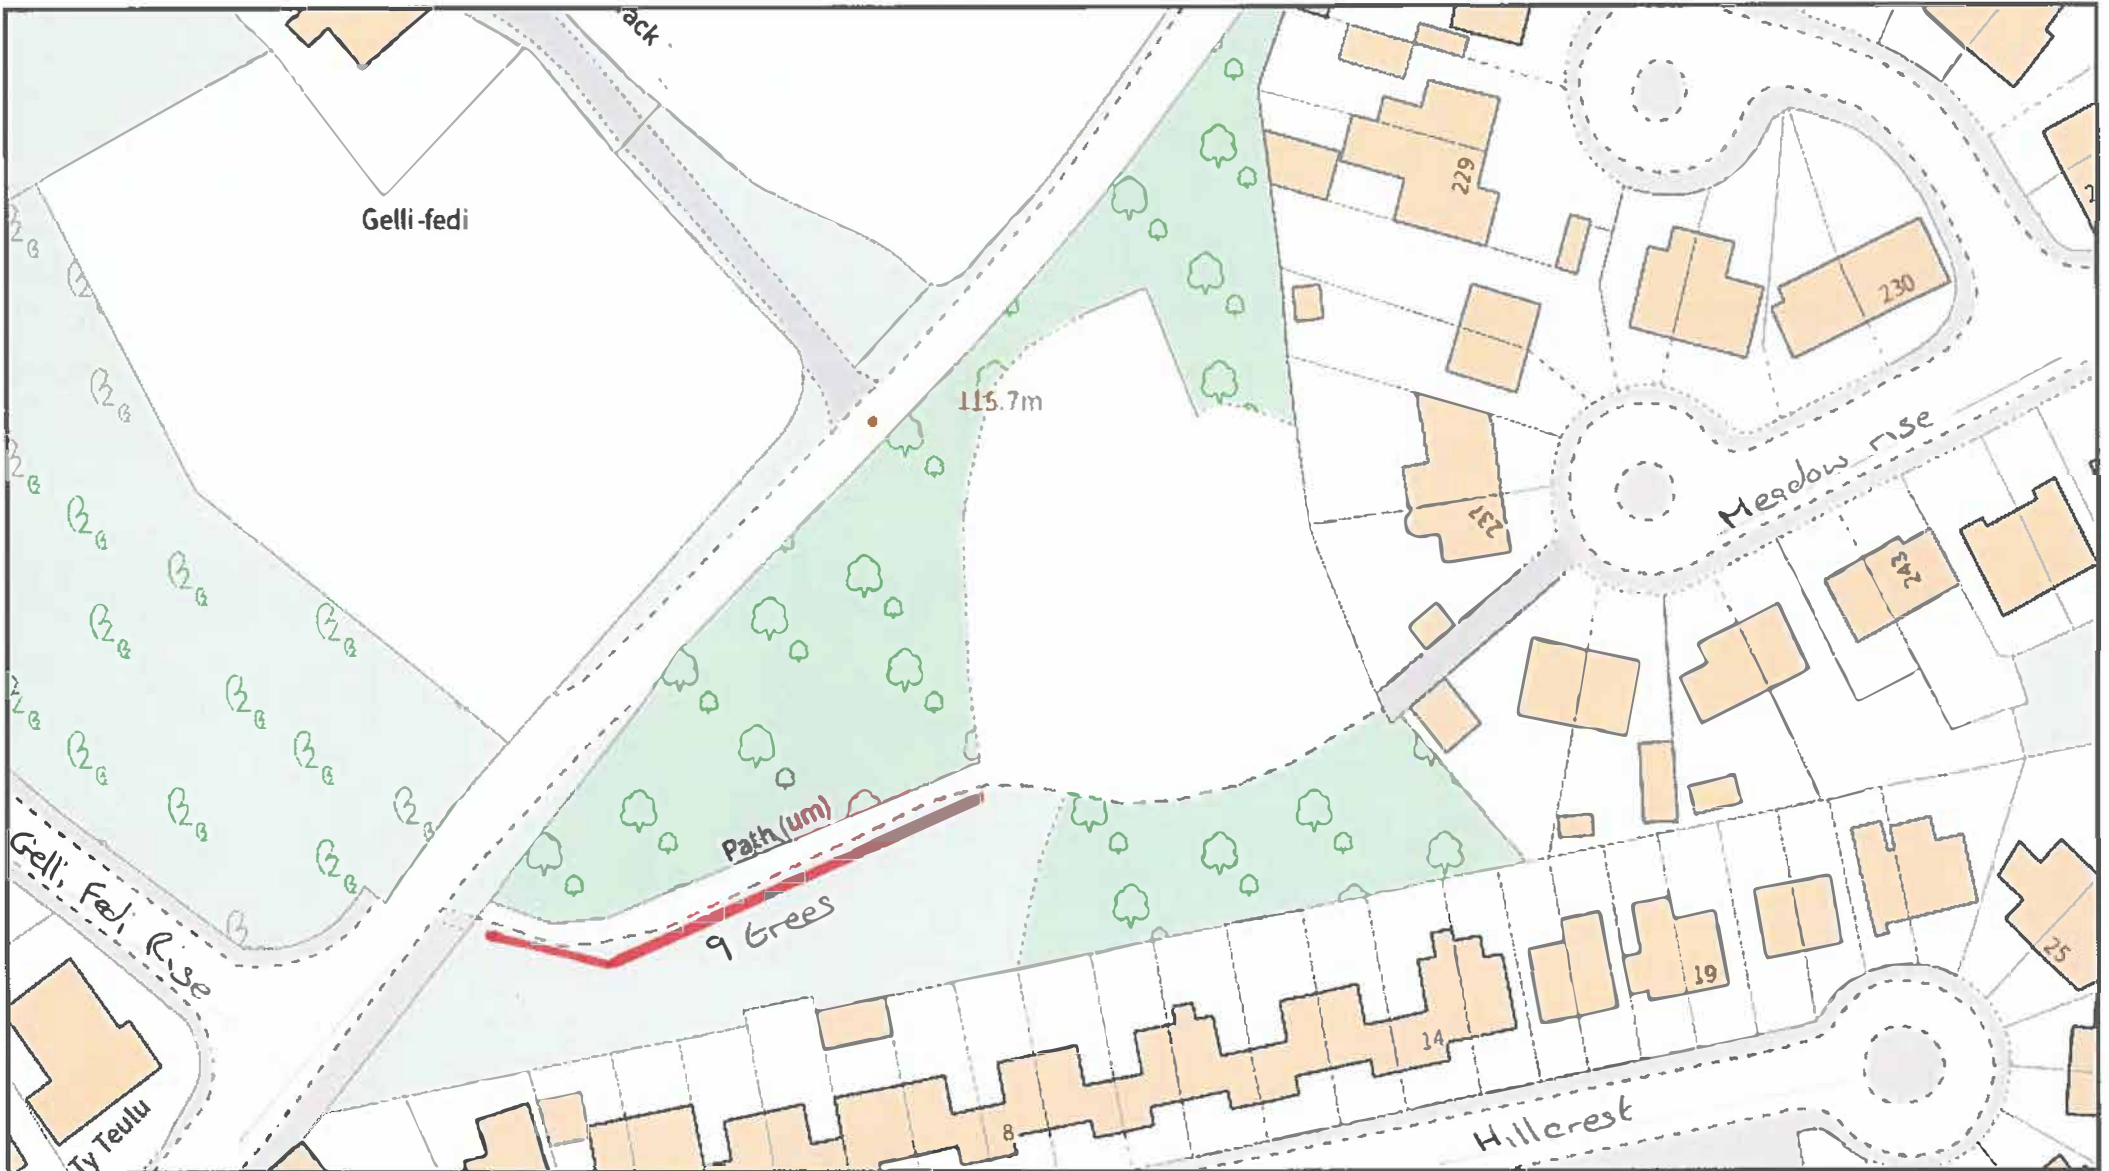 ack
Gelli-fedi
229
230
115.7m
Meadow rise
237
243
Path (um)
9 trees
Gelli Fedi Rise
25
19
14
Ty Teulu
8
Hillcrest